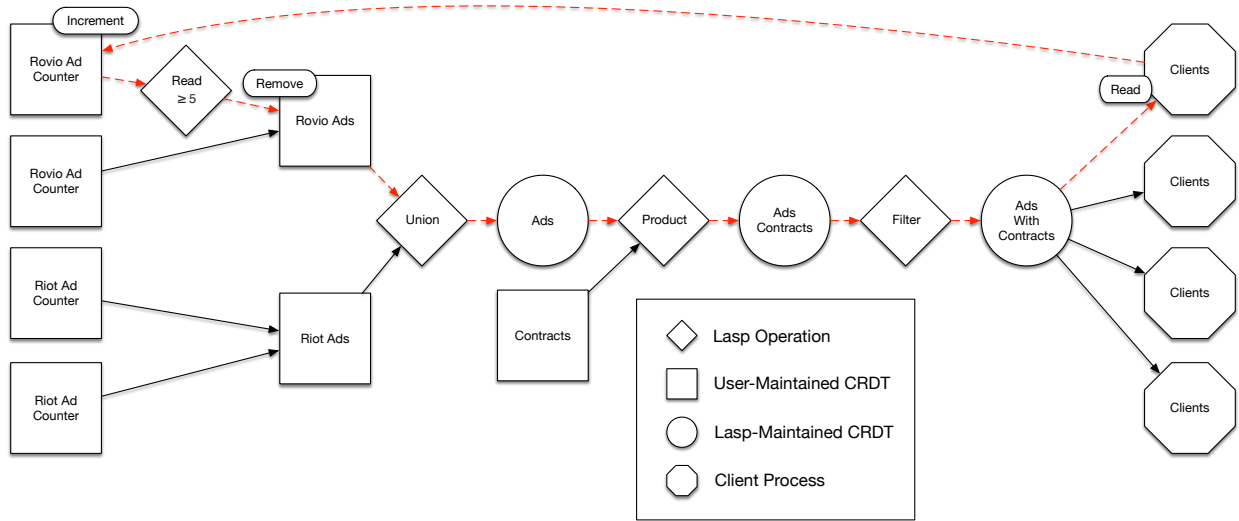 Increment
Rovio Ad
Counter
Read
≥ 5
Remove
Rovio Ads
Rovio Ad
Counter
Riot Ad
Counter
Riot Ad
Counter
Riot Ads
Union
Ads
Contracts
Product
Ads
Contracts
Filter
Ads
With
Contracts
Read
Clients
Clients
Clients
Clients
Lasp Operation
User-Maintained CRDT
Lasp-Maintained CRDT
Client Process